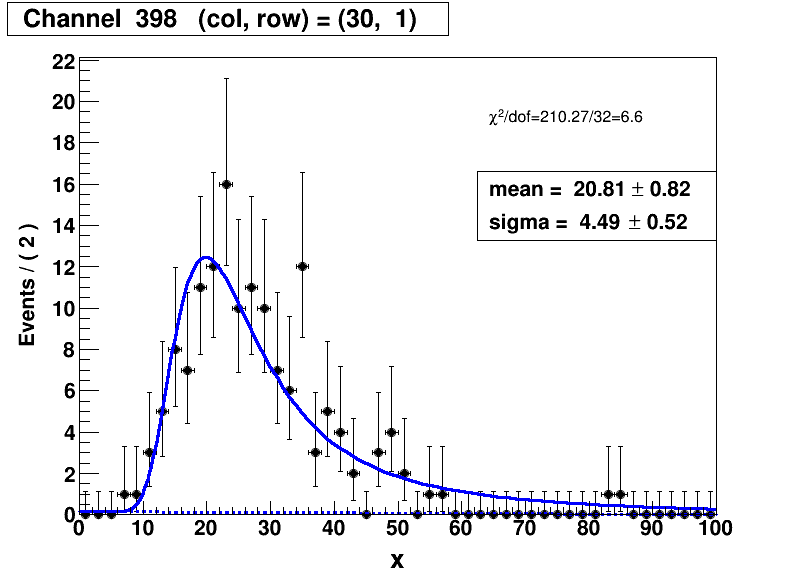 Channel 398 (col, row) = (30, 1)
χ²/dof=210.27/32=6.6
mean = 20.81 ± 0.82
sigma = 4.49 ± 0.52
Events / ( 2 )
22
20
18
16
14
12
10
8
6
4
2
0
0 10 20 30 40 50 60 70 80 90 100
x